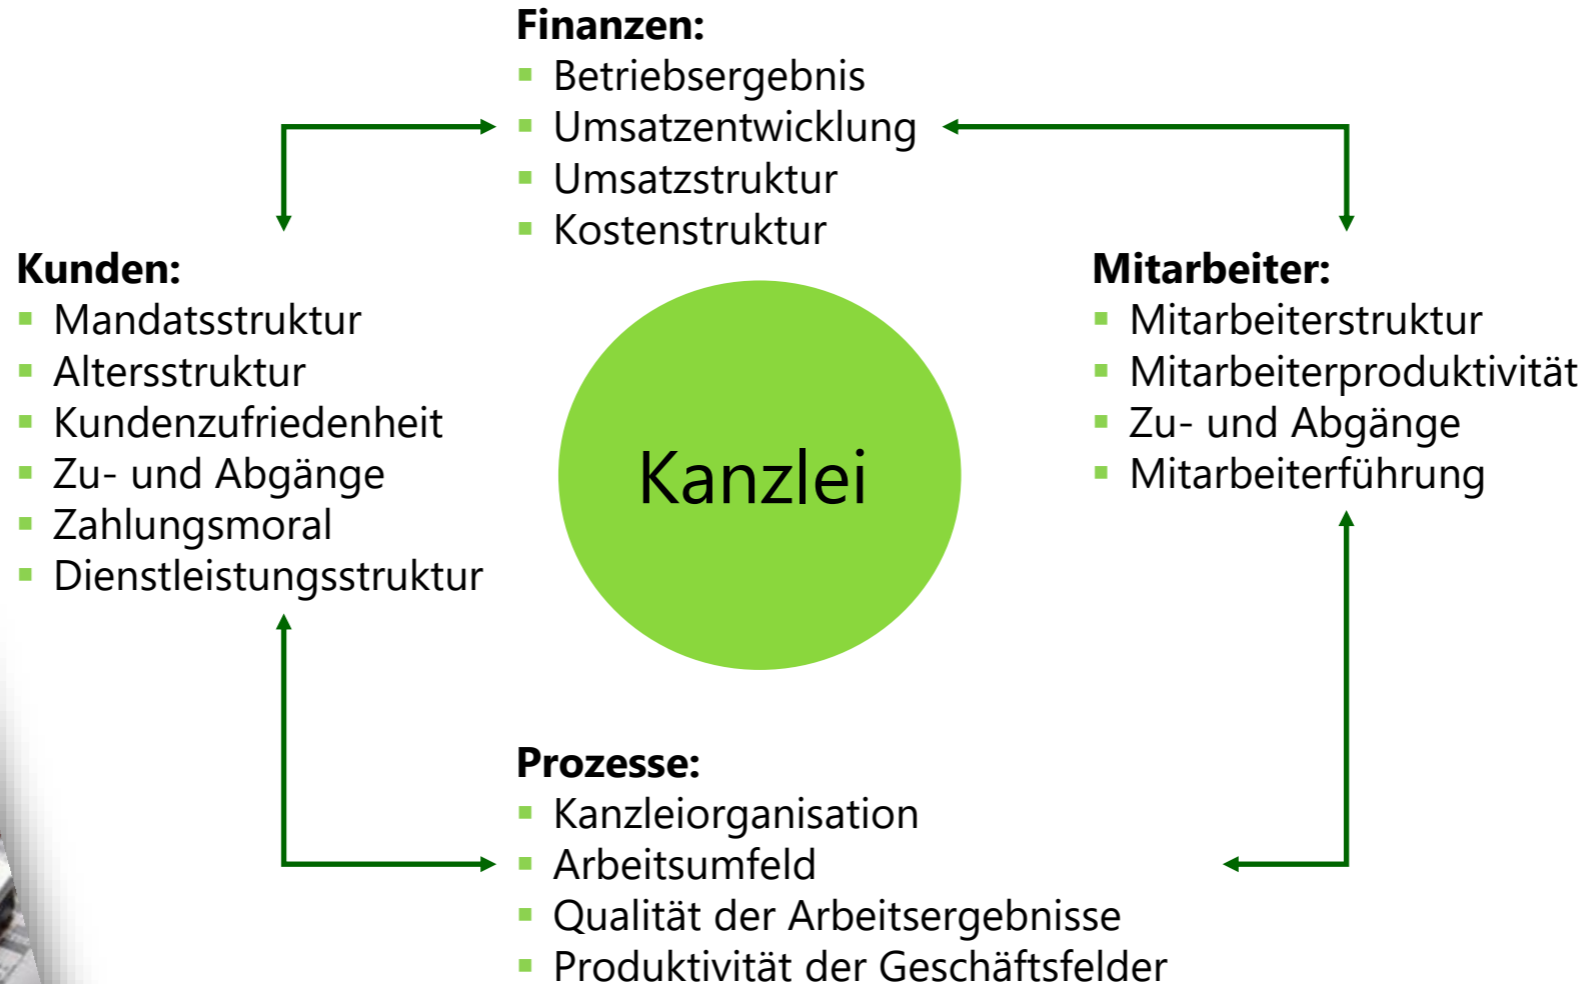 Finanzen:
Betriebsergebnis
Umsatzentwicklung
Umsatzstruktur
Kostenstruktur
Kunden:
Mandatsstruktur
Altersstruktur
Kundenzufriedenheit
Zu- und Abgänge
Zahlungsmoral
Dienstleistungsstruktur
Kanzlei
Mitarbeiter:
Mitarbeiterstruktur
Mitarbeiterproduktivität
Zu- und Abgänge
Mitarbeiterführung
Prozesse:
Kanzleiorganisation
Arbeitsumfeld
Qualität der Arbeitsergebnisse
Produktivität der Geschäftsfelder